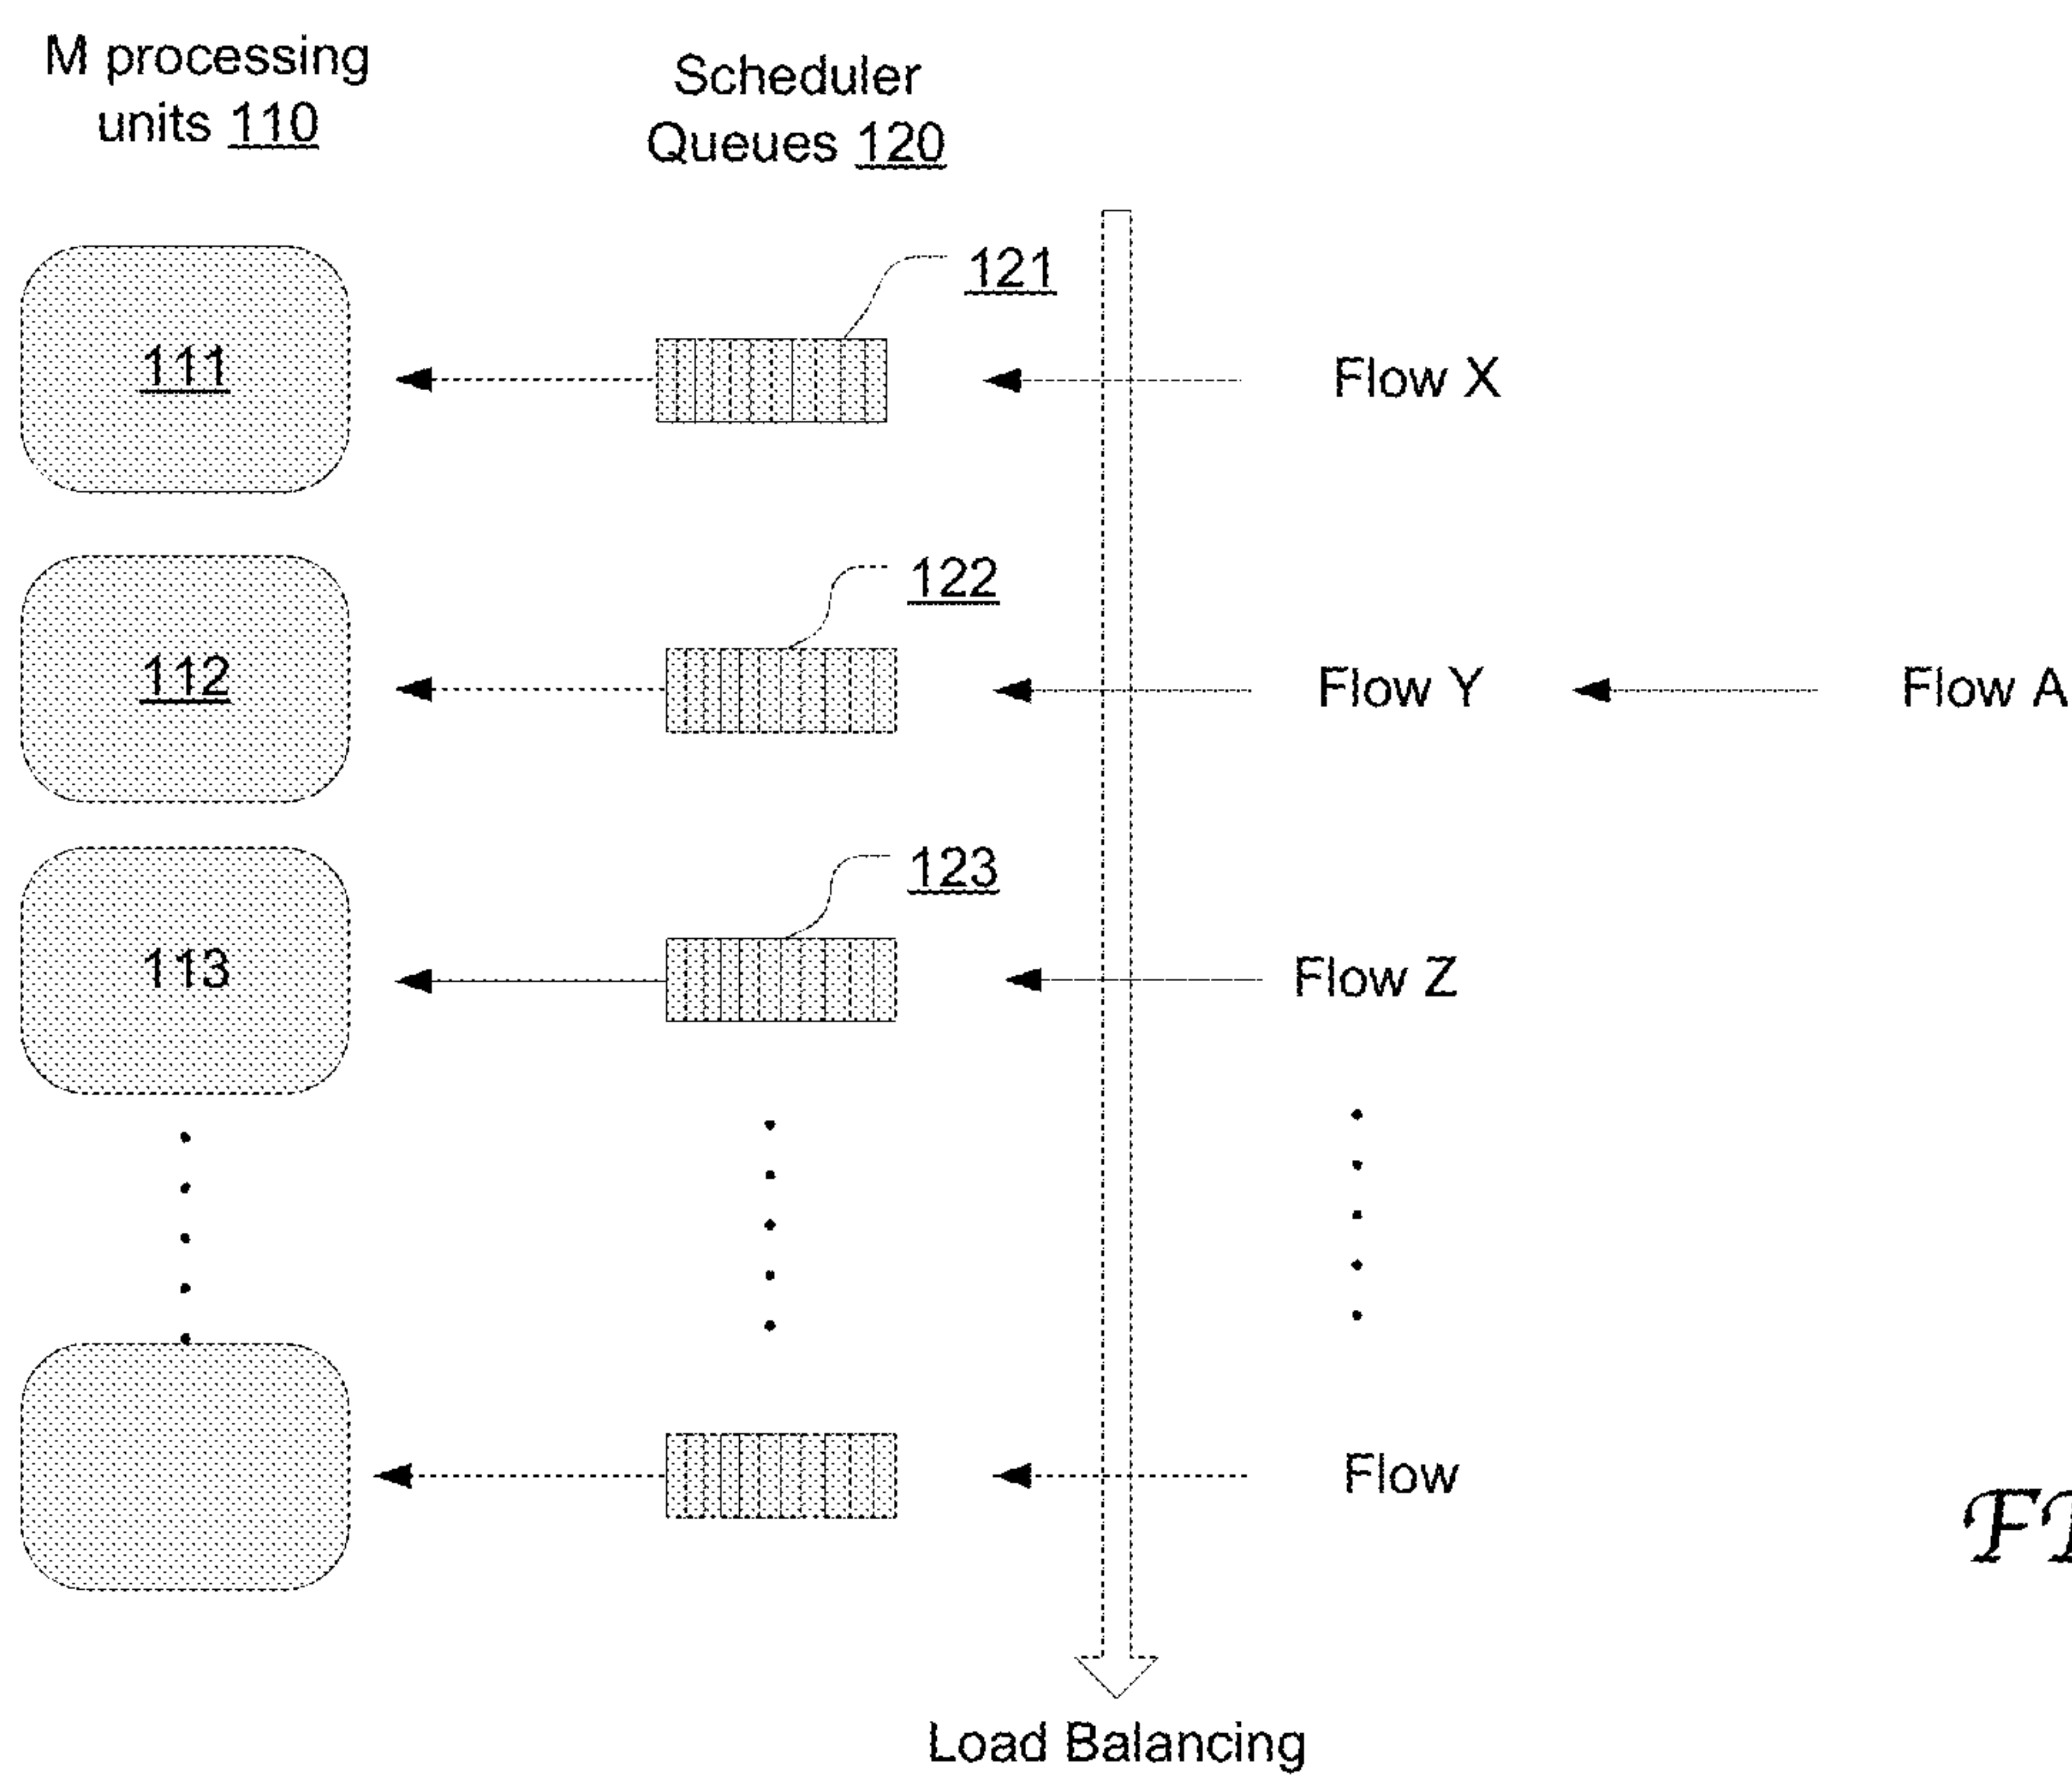 M processing
units 110
Scheduler
Queues 120
121
111
Flow X
122
112
Flow Y
Flow A
123
113
Flow Z
Flow
Load Balancing